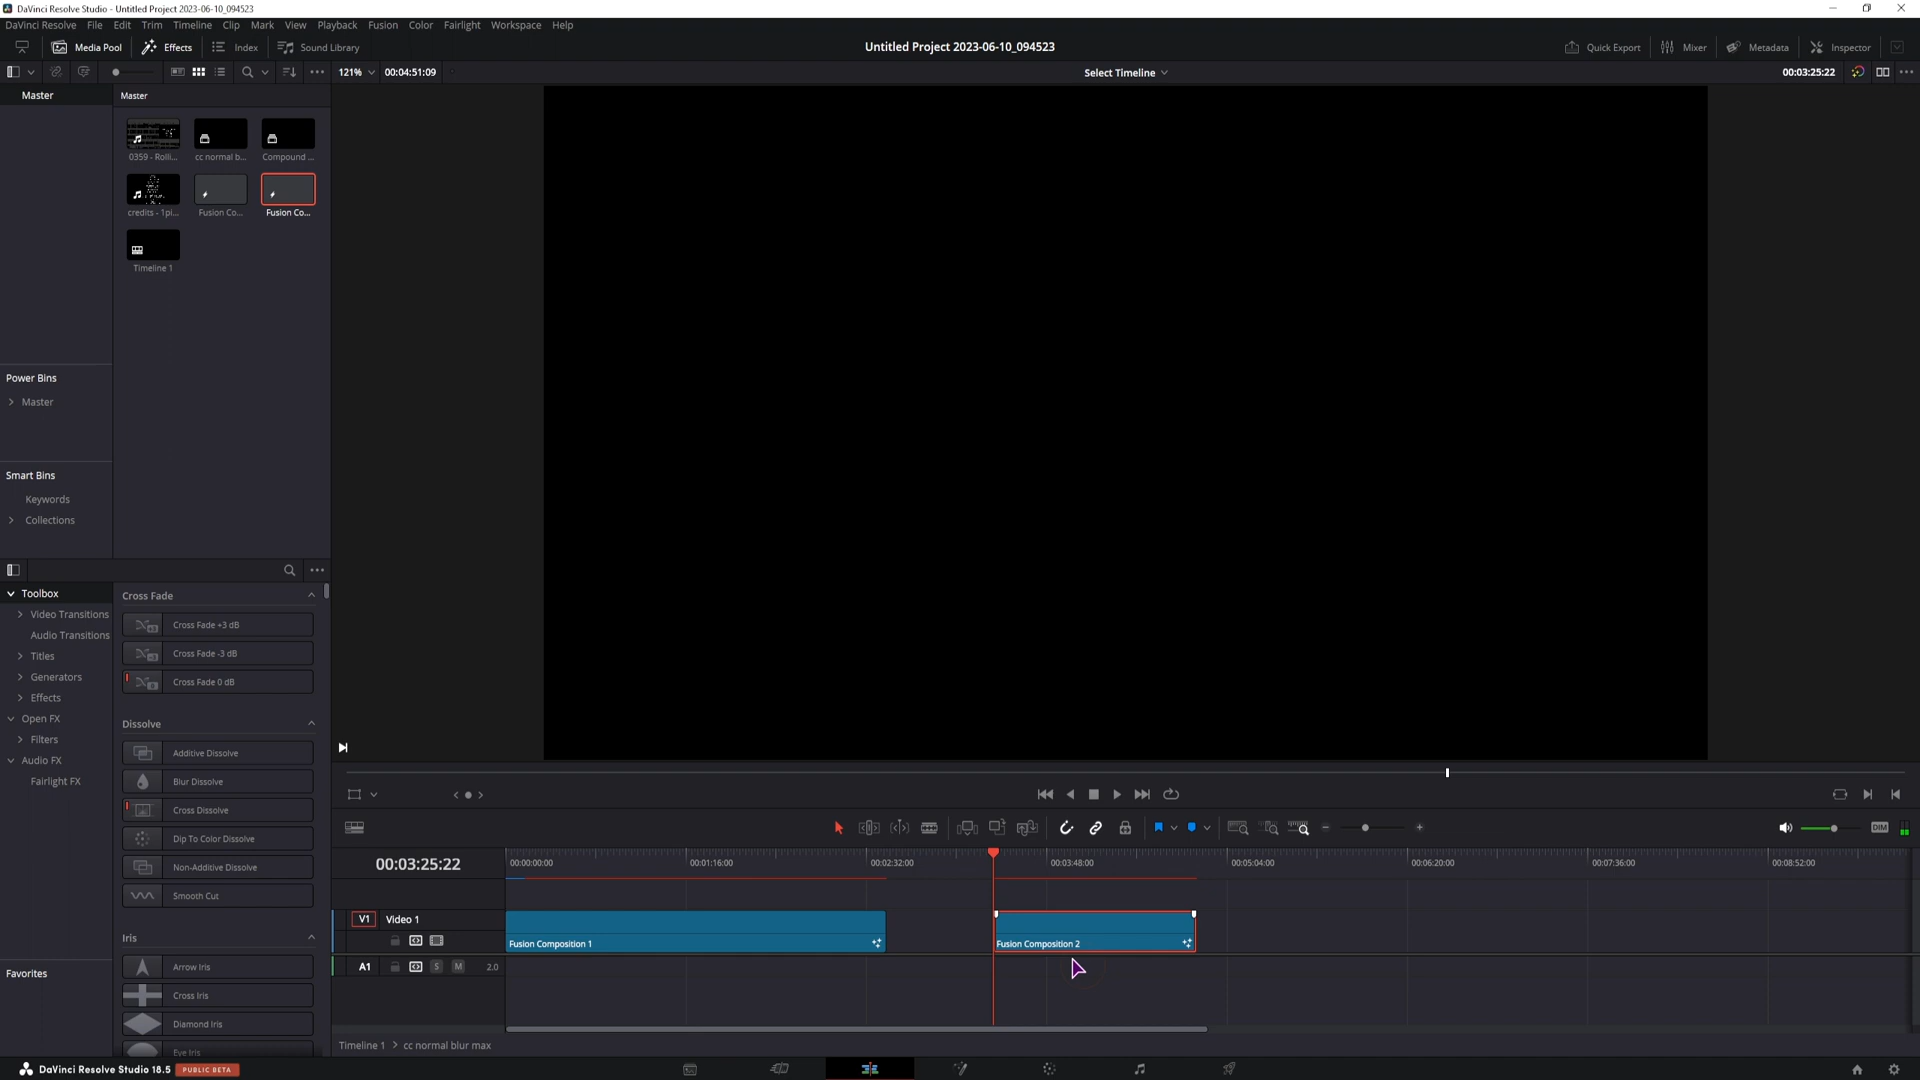 DaVinci Resolve Studio - Untitled Project 2023-06-10_094523
DaVinci Resolve File Edit Trim Timeline Clip Mark View Playback Fusion Color Fairlight Workspace Help
Media Pool Effects Index Sound Library Untitled Project 2023-06-10_094523 Quick Export Mixer Metadata Inspector
121% 00:04:51:09 Select Timeline 00:03:25:22
Master Master
0359 - Rolli... cc normal b... Compound ...
credits - 1pi... Fusion Co... Fusion Co...
Timeline 1
Power Bins
Master
Smart Bins
Keywords
Collections
Toolbox
Video Transitions
Audio Transitions
Titles
Generators
Effects
Open FX
Filters
Audio FX
Fairlight FX
Favorites
Cross Fade
Cross Fade +3 dB
Cross Fade -3 dB
Cross Fade 0 dB
Dissolve
Additive Dissolve
Blur Dissolve
Cross Dissolve
Dip To Color Dissolve
Non-Additive Dissolve
Smooth Cut
Iris
Arrow Iris
Cross Iris
Diamond Iris
Eye Iris
DIM
00:03:25:22 00:00:00:00 00:01:16:00 00:02:32:00 00:03:48:00 00:05:04:00 00:06:20:00 00:07:36:00 00:08:52:00
V1 Video 1
Fusion Composition 1 Fusion Composition 2
A1 S M 2.0
Timeline 1 > cc normal blur max
DaVinci Resolve Studio 18.5 PUBLIC BETA